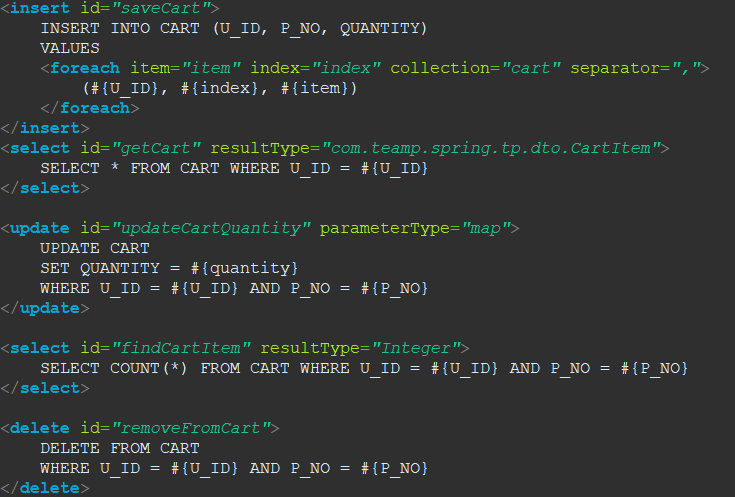 <insert id="saveCart">
    INSERT INTO CART (U_ID, P_NO, QUANTITY)
    VALUES
    <foreach item="item" index="index" collection="cart" separator=",">
        (#{U_ID}, #{index}, #{item})
    </foreach>
</insert>
<select id="getCart" resultType="com.teamp.spring.tp.dto.CartItem">
    SELECT * FROM CART WHERE U_ID = #{U_ID}
</select>

<update id="updateCartQuantity" parameterType="map">
    UPDATE CART
    SET QUANTITY = #{quantity}
    WHERE U_ID = #{U_ID} AND P_NO = #{P_NO}
</update>

<select id="findCartItem" resultType="Integer">
    SELECT COUNT(*) FROM CART WHERE U_ID = #{U_ID} AND P_NO = #{P_NO}
</select>

<delete id="removeFromCart">
    DELETE FROM CART
    WHERE U_ID = #{U_ID} AND P_NO = #{P_NO}
</delete>